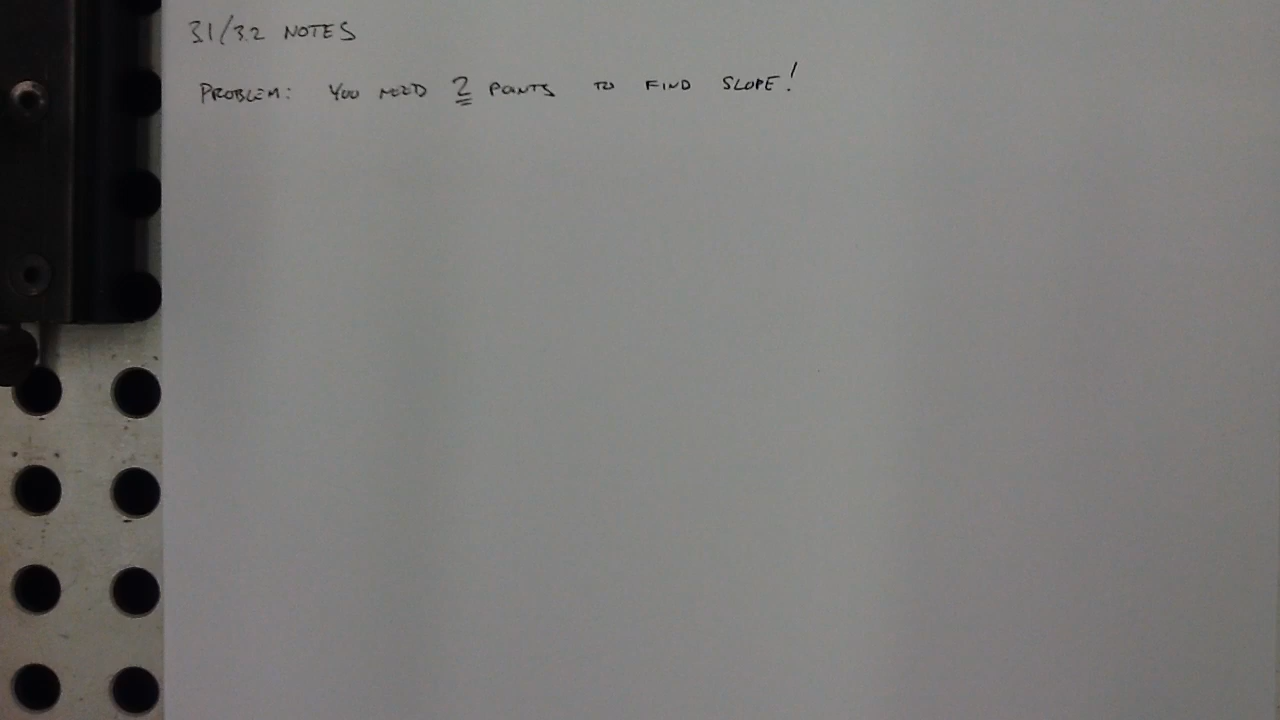 3.1/3.2 NOTES
PROBLEM: YOU NEED 2 POINTS TO FIND SLOPE!